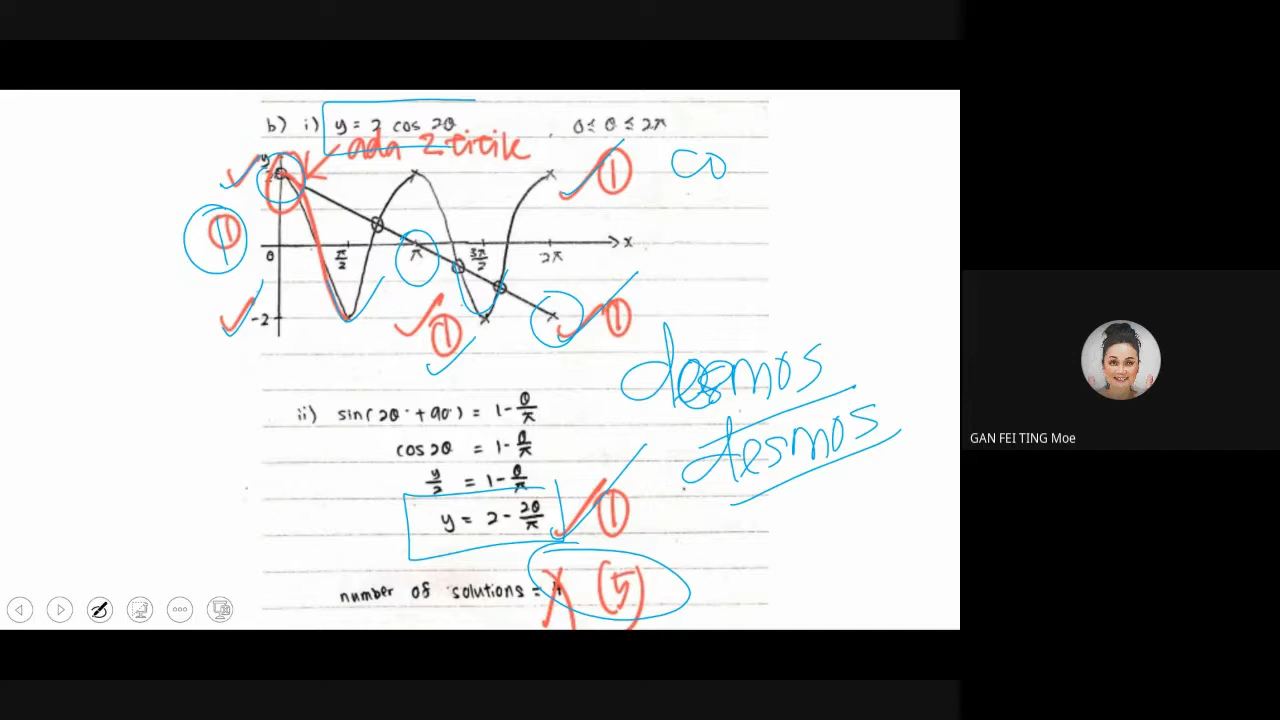 b) i) y = 2 cos 2θ , 0 ≤ θ ≤ 2π
ada 2 titik
co
y
2
①
①
0
π/2
π
3π/2
2π
x
-2
①
①
desmos
desmos
ii) sin(2θ + 90°) = 1 - θ/π
cos 2θ = 1 - θ/π
y/2 = 1 - θ/π
y = 2 - 2θ/π
①
number of solutions = 4 X (5)
GAN FEI TING Moe